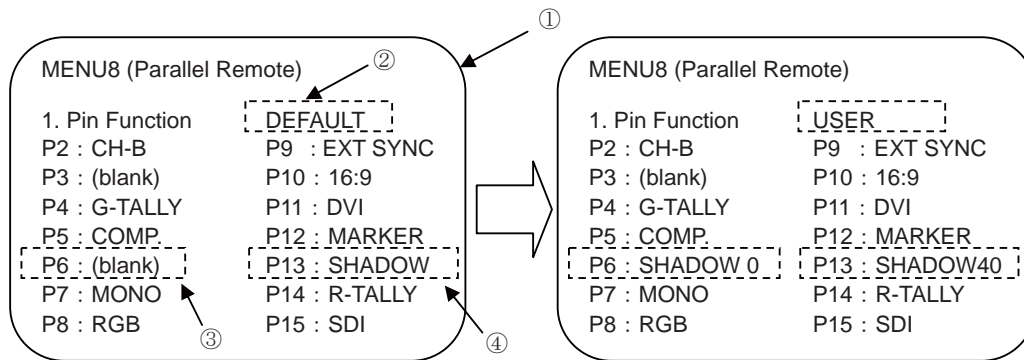 ①
MENU8 (Parallel Remote)
②
1. Pin Function DEFAULT
P2 : CH-B P9 : EXT SYNC
P3 : (blank) P10 : 16:9
P4 : G-TALLY P11 : DVI
P5 : COMP. P12 : MARKER
P6 : (blank) P13 : SHADOW
P7 : MONO P14 : R-TALLY
P8 : RGB P15 : SDI
③
④
MENU8 (Parallel Remote)
1. Pin Function USER
P2 : CH-B P9 : EXT SYNC
P3 : (blank) P10 : 16:9
P4 : G-TALLY P11 : DVI
P5 : COMP. P12 : MARKER
P6 : SHADOW 0 P13 : SHADOW40
P7 : MONO P14 : R-TALLY
P8 : RGB P15 : SDI